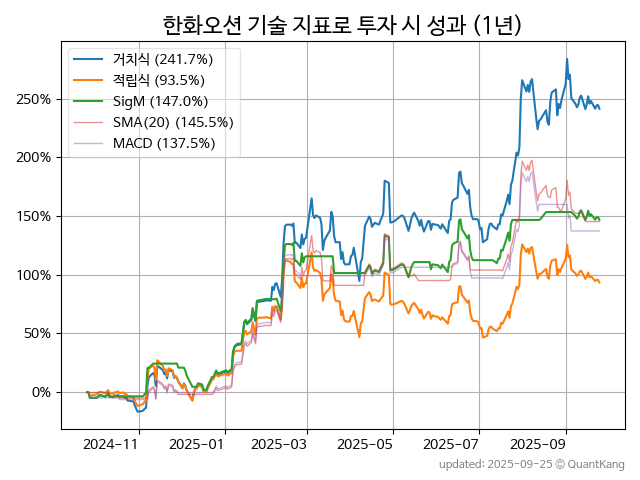 한화오션 기술 지표로 투자 시 성과 (1년)
거치식 (241.7%)
적립식 (93.5%)
SigM (147.0%)
SMA(20) (145.5%)
MACD (137.5%)
250%
200%
150%
100%
50%
0%
2024-11 2025-01 2025-03 2025-05 2025-07 2025-09
updated: 2025-09-25 © QuantKang